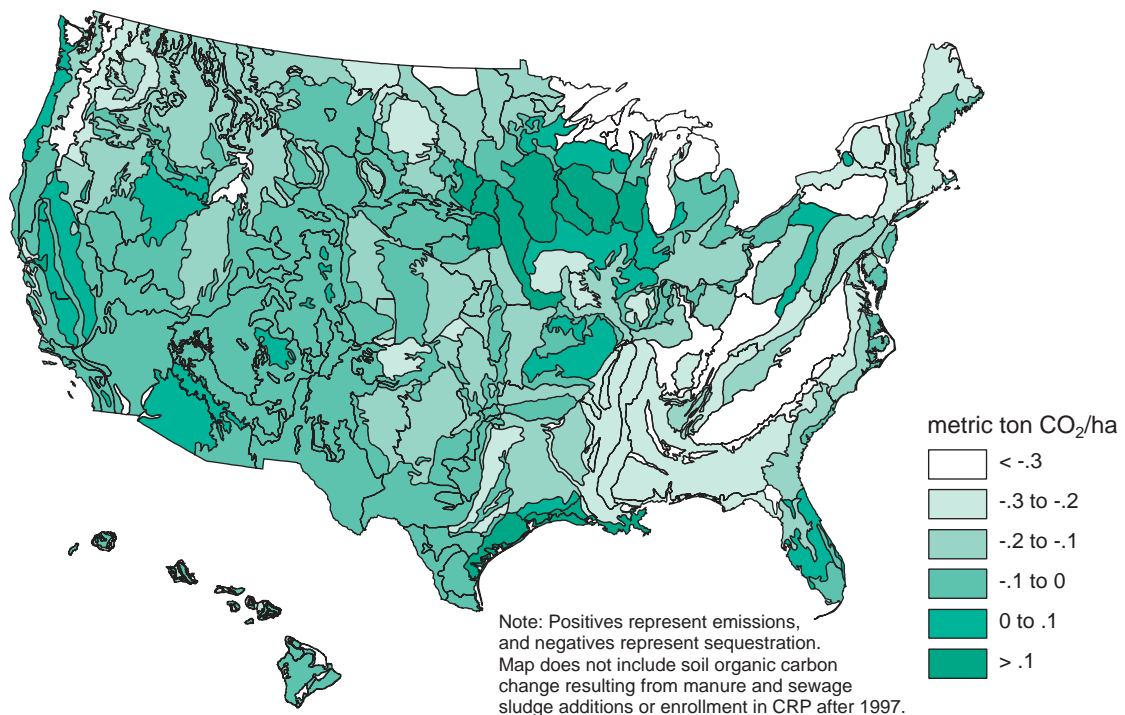 metric ton CO₂/ha
< -.3
-.3 to -.2
-.2 to -.1
-.1 to 0
0 to .1
> .1
Note: Positives represent emissions,
and negatives represent sequestration.
Map does not include soil organic carbon
change resulting from manure and sewage
sludge additions or enrollment in CRP after 1997.